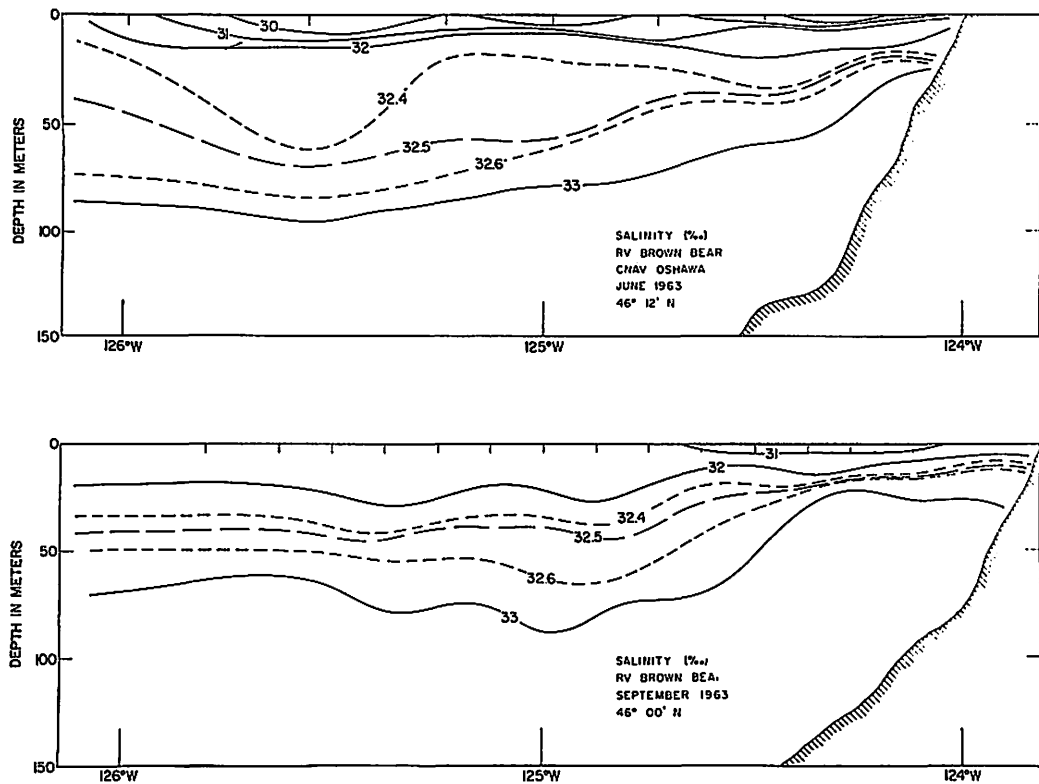 0
30
31
32
32.4
50
32.5
32.6
33
100
150
DEPTH IN METERS
SALINITY (‰)
RV BROWN BEAR
CNAV OSHAWA
JUNE 1963
46° 12' N
126°W
125°W
124°W
0
31
32
32.4
32.5
50
32.6
33
100
150
DEPTH IN METERS
SALINITY (‰)
RV BROWN BEA.
SEPTEMBER 1963
46° 00' N
126°W
125°W
124°W